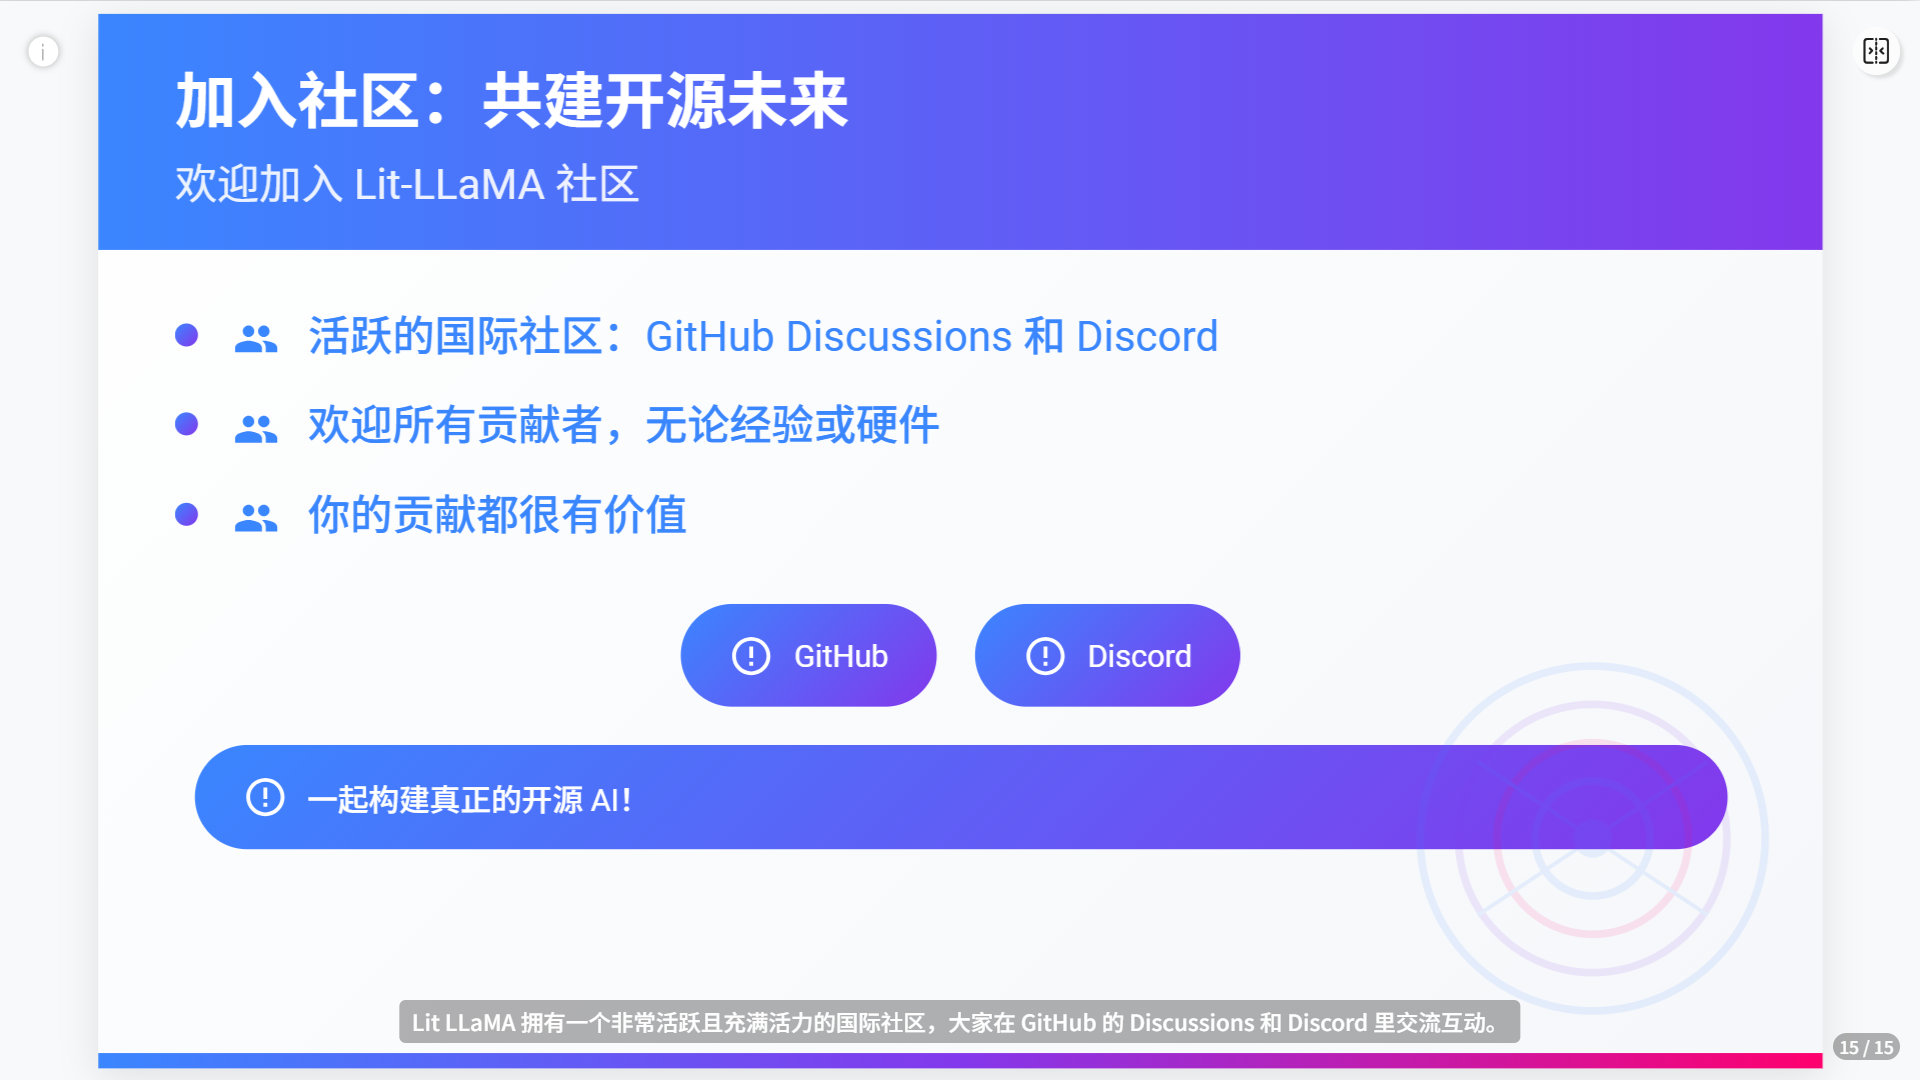 加入社区：共建开源未来
欢迎加入 Lit-LLaMA 社区
活跃的国际社区：GitHub Discussions 和 Discord
欢迎所有贡献者，无论经验或硬件
你的贡献都很有价值
GitHub
Discord
一起构建真正的开源 AI！
Lit LLaMA 拥有一个非常活跃且充满活力的国际社区，大家在 GitHub 的 Discussions 和 Discord 里交流互动。
15 / 15